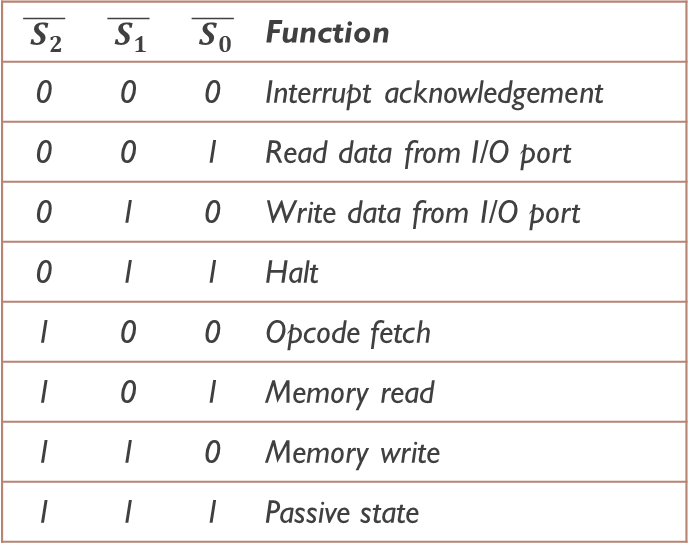 S̅₂ S̅₁ S̅₀ Function
0 0 0 Interrupt acknowledgement
0 0 1 Read data from I/O port
0 1 0 Write data from I/O port
0 1 1 Halt
1 0 0 Opcode fetch
1 0 1 Memory read
1 1 0 Memory write
1 1 1 Passive state